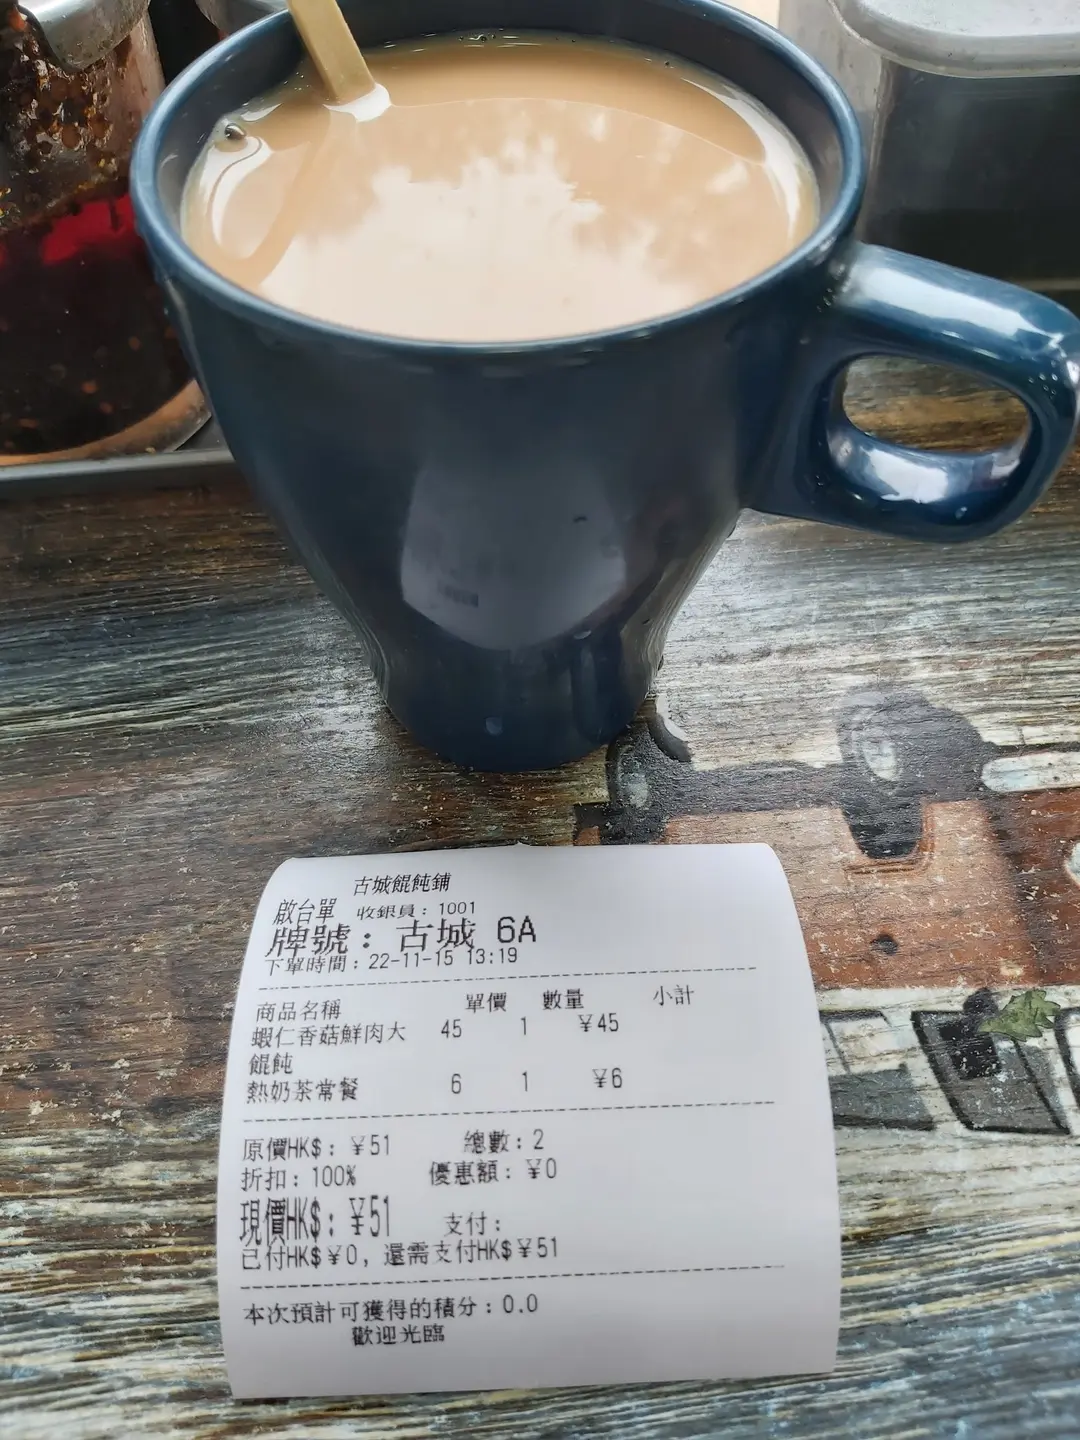 古城餛飩鋪
啟台單 收銀員：1001
牌號：古城 6A
下單時間：22-11-15 13:19
商品名稱 單價 數量 小計
蝦仁香菇鮮肉大 45 1 ￥45
餛飩
熱奶茶常餐 6 1 ￥6
原價HK$：￥51 總數：2
折扣：100% 優惠額：￥0
現價HK$：￥51 支付：
已付HK$￥0，還需支付HK$￥51
本次預計可獲得的積分：0.0
歡迎光臨